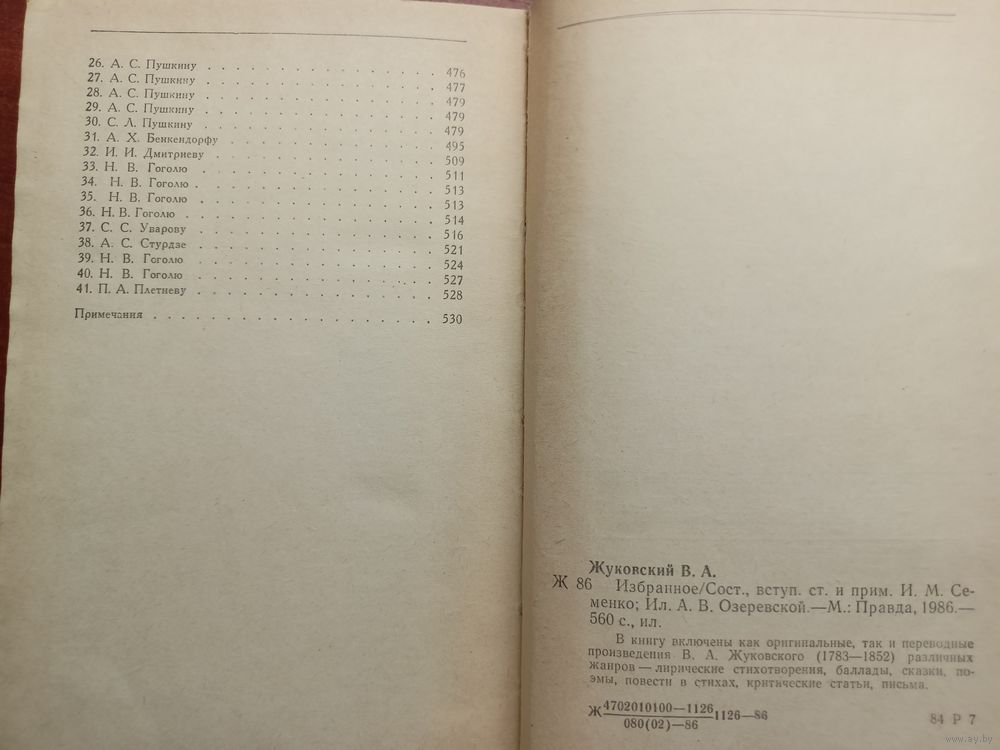 26. А. С. Пушкину . . . . . . . . . . . . . . . . 476
27. А. С. Пушкину . . . . . . . . . . . . . . . . 477
28. А. С. Пушкину . . . . . . . . . . . . . . . . 479
29. А. С. Пушкину . . . . . . . . . . . . . . . . 479
30. С. Л. Пушкину . . . . . . . . . . . . . . . . 479
31. А. Х. Бенкендорфу . . . . . . . . . . . . . . 495
32. И. И. Дмитриеву . . . . . . . . . . . . . . . 509
33. Н. В. Гоголю . . . . . . . . . . . . . . . . 511
34. Н. В. Гоголю . . . . . . . . . . . . . . . . 513
35. Н. В. Гоголю . . . . . . . . . . . . . . . . 513
36. Н. В. Гоголю . . . . . . . . . . . . . . . . 514
37. С. С. Уварову . . . . . . . . . . . . . . . . 516
38. А. С. Стурдзе . . . . . . . . . . . . . . . . 521
39. Н. В. Гоголю . . . . . . . . . . . . . . . . 524
40. Н. В. Гоголю . . . . . . . . . . . . . . . . 527
41. П. А. Плетневу . . . . . . . . . . . . . . . 528
Примечания . . . . . . . . . . . . . . . . . . 530
Жуковский В. А.
Ж 86 Избранное/Сост., вступ. ст. и прим. И. М. Се-
менко; Ил. А. В. Озеревской.—М.: Правда, 1986.—
560 с., ил.
В книгу включены как оригинальные, так и переводные
произведения В. А. Жуковского (1783—1852) различных
жанров — лирические стихотворения, баллады, сказки, по-
эмы, повести в стихах, критические статьи, письма.
Ж 4702010100—1126 1126—86
080(02)—86
84 Р 7
www.ay.by